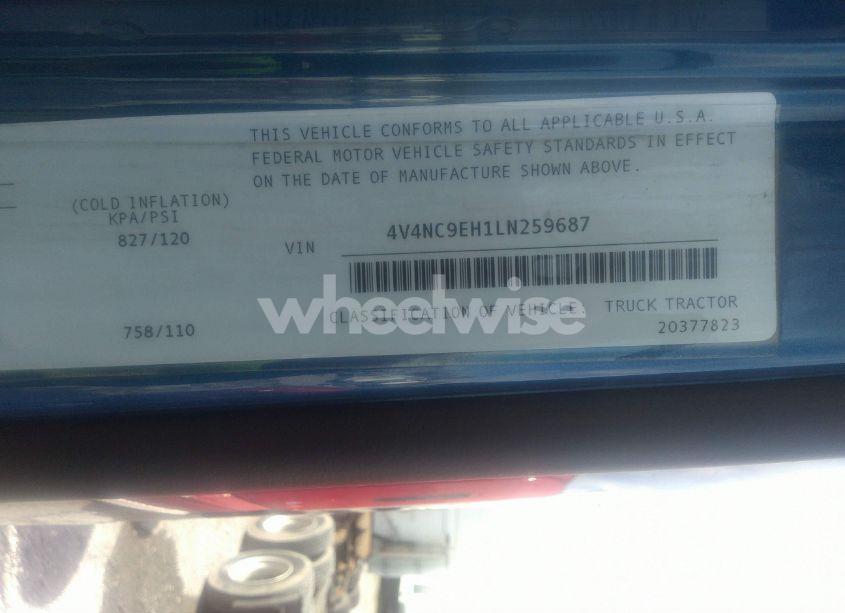 THIS VEHICLE CONFORMS TO ALL APPLICABLE U.S.A.
FEDERAL MOTOR VEHICLE SAFETY STANDARDS IN EFFECT
ON THE DATE OF MANUFACTURE SHOWN ABOVE.
(COLD INFLATION)
KPA/PSI
827/120
VIN
4V4NC9EH1LN259687
wheelwise
CLASSIFICATION OF VEHICLE: TRUCK TRACTOR
758/110
20377823